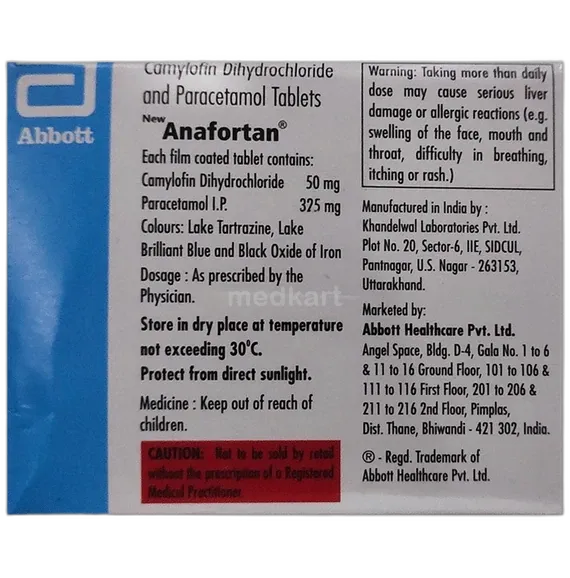 Abbott
Camylofin Dihydrochloride
and Paracetamol Tablets
New Anafortan®
Each film coated tablet contains:
Camylofin Dihydrochloride 50 mg
Paracetamol I.P. 325 mg
Colours: Lake Tartrazine, Lake
Brilliant Blue and Black Oxide of Iron
Dosage : As prescribed by the
Physician.
Store in dry place at temperature
not exceeding 30°C.
Protect from direct sunlight.
Medicine : Keep out of reach of
children.
CAUTION: Not to be sold by retail
without the prescription of a Registered
Medical Practitioner.
Warning: Taking more than daily
dose may cause serious liver
damage or allergic reactions (e.g.
swelling of the face, mouth and
throat, difficulty in breathing,
itching or rash.)
Manufactured in India by :
Khandelwal Laboratories Pvt. Ltd.
Plot No. 20, Sector-6, IIE, SIDCUL,
Pantnagar, U.S. Nagar - 263153,
Uttarakhand.
Marketed by:
Abbott Healthcare Pvt. Ltd.
Angel Space, Bldg. D-4, Gala No. 1 to 6
& 11 to 16 Ground Floor, 101 to 106 &
111 to 116 First Floor, 201 to 206 &
211 to 216 2nd Floor, Pimplas,
Dist. Thane, Bhiwandi - 421 302, India.
® - Regd. Trademark of
Abbott Healthcare Pvt. Ltd.
medkart